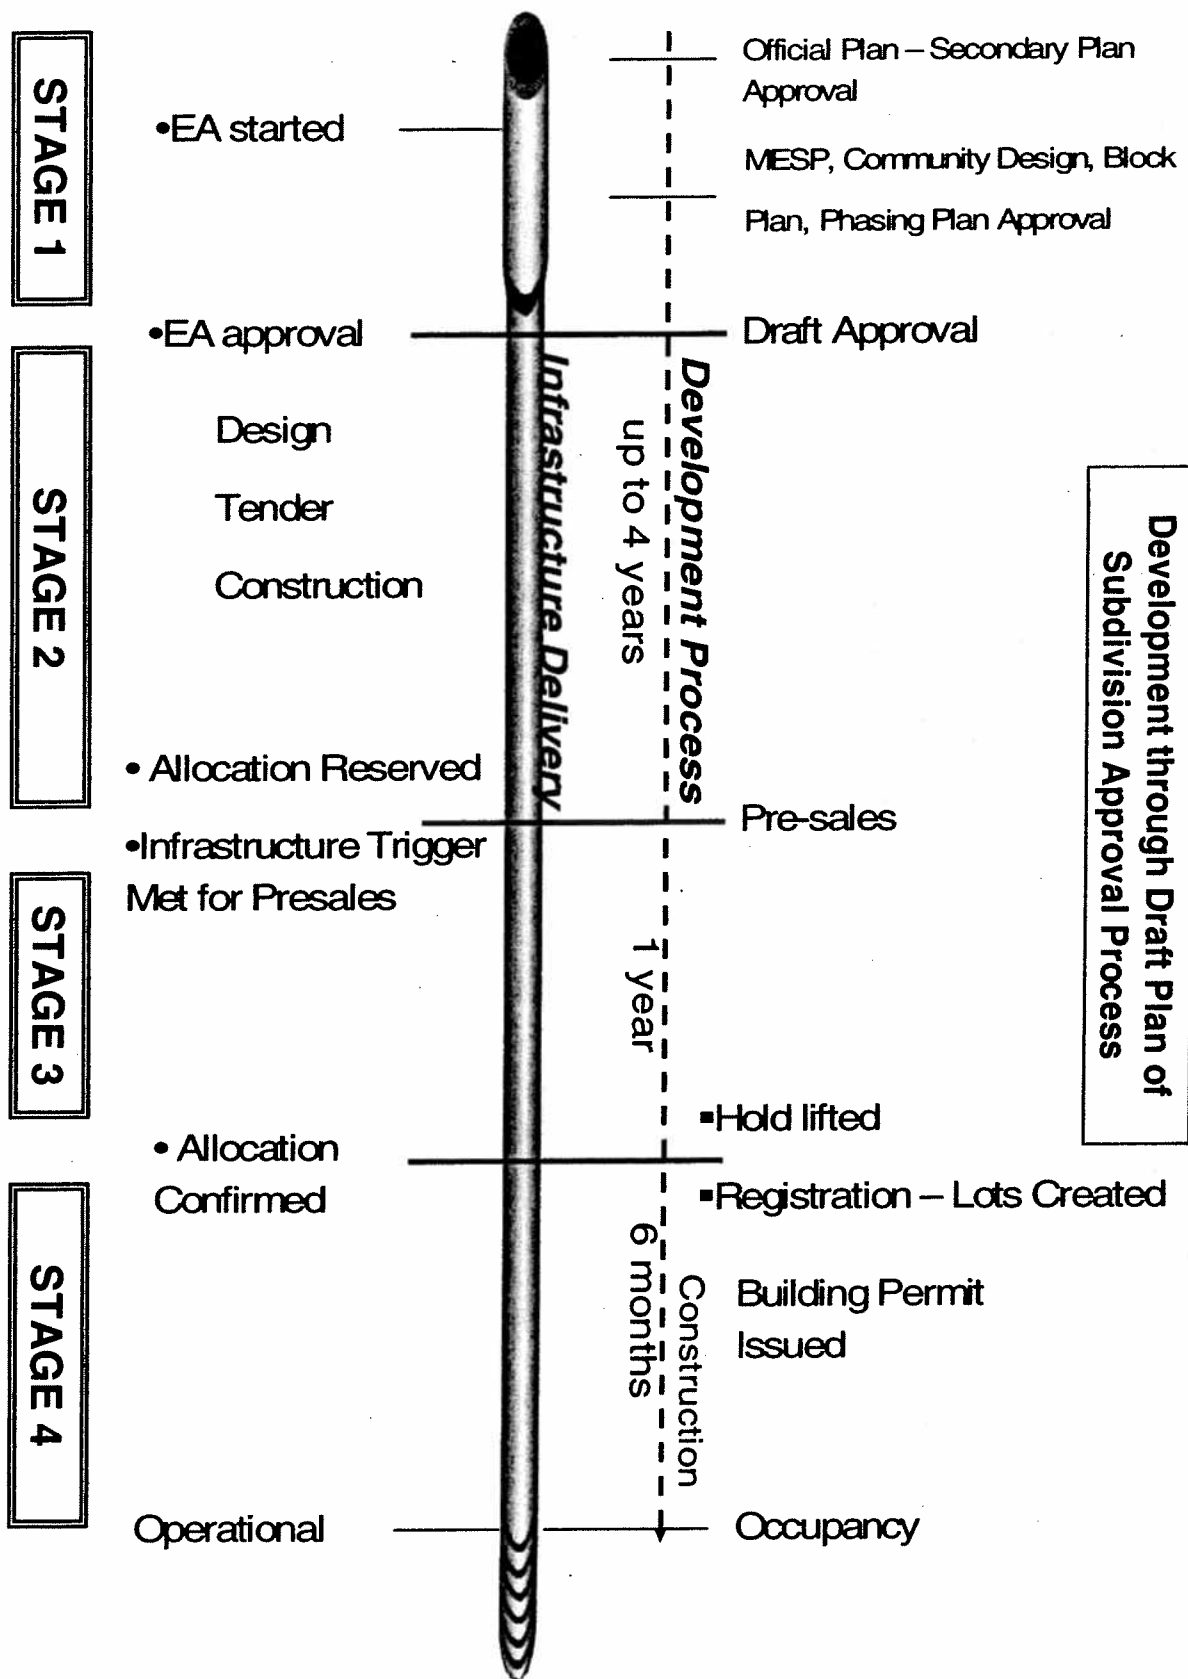 Official Plan – Secondary Plan
Approval
STAGE 1
•EA started
MESP, Community Design, Block
Plan, Phasing Plan Approval
•EA approval
Draft Approval
Infrastructure Delivery
Development Process
up to 4 years
Design
Tender
Construction
STAGE 2
Development through Draft Plan of
Subdivision Approval Process
• Allocation Reserved
Pre-sales
•Infrastructure Trigger
Met for Presales
STAGE 3
1 year
▪Hold lifted
• Allocation
Confirmed
▪Registration – Lots Created
STAGE 4
6 months
Construction
Building Permit
Issued
Operational
Occupancy